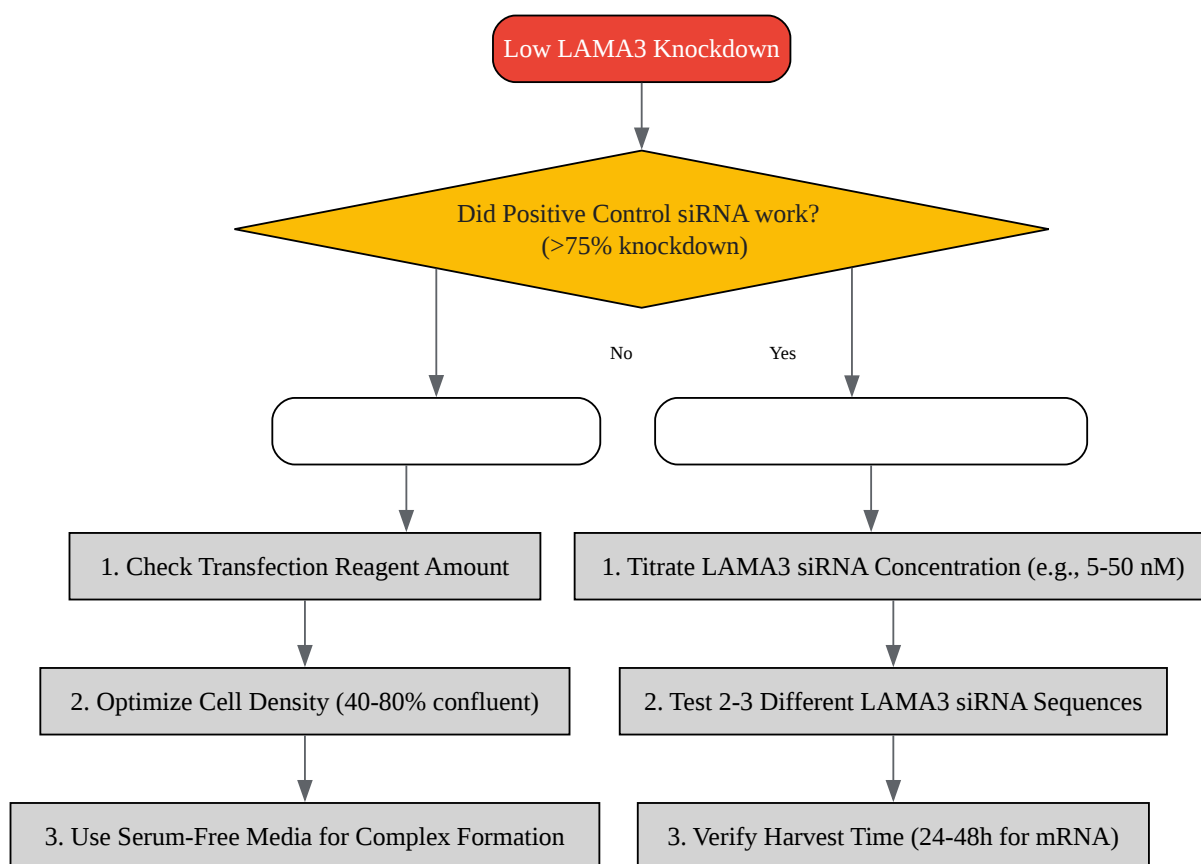 Low LAMA3 Knockdown
Did Positive Control siRNA work?
(>75% knockdown)
No
Yes
1. Check Transfection Reagent Amount
1. Titrate LAMA3 siRNA Concentration (e.g., 5-50 nM)
2. Optimize Cell Density (40-80% confluent)
2. Test 2-3 Different LAMA3 siRNA Sequences
3. Use Serum-Free Media for Complex Formation
3. Verify Harvest Time (24-48h for mRNA)